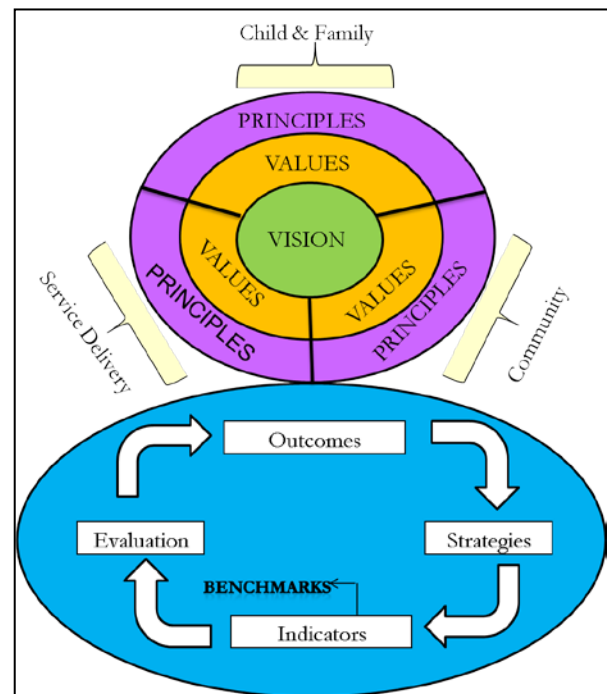 Child & Family
PRINCIPLES
VALUES
VISION
VALUES
VALUES
PRINCIPLES
PRINCIPLES
Service Delivery
Community
Outcomes
Evaluation
Strategies
BENCHMARKS
Indicators